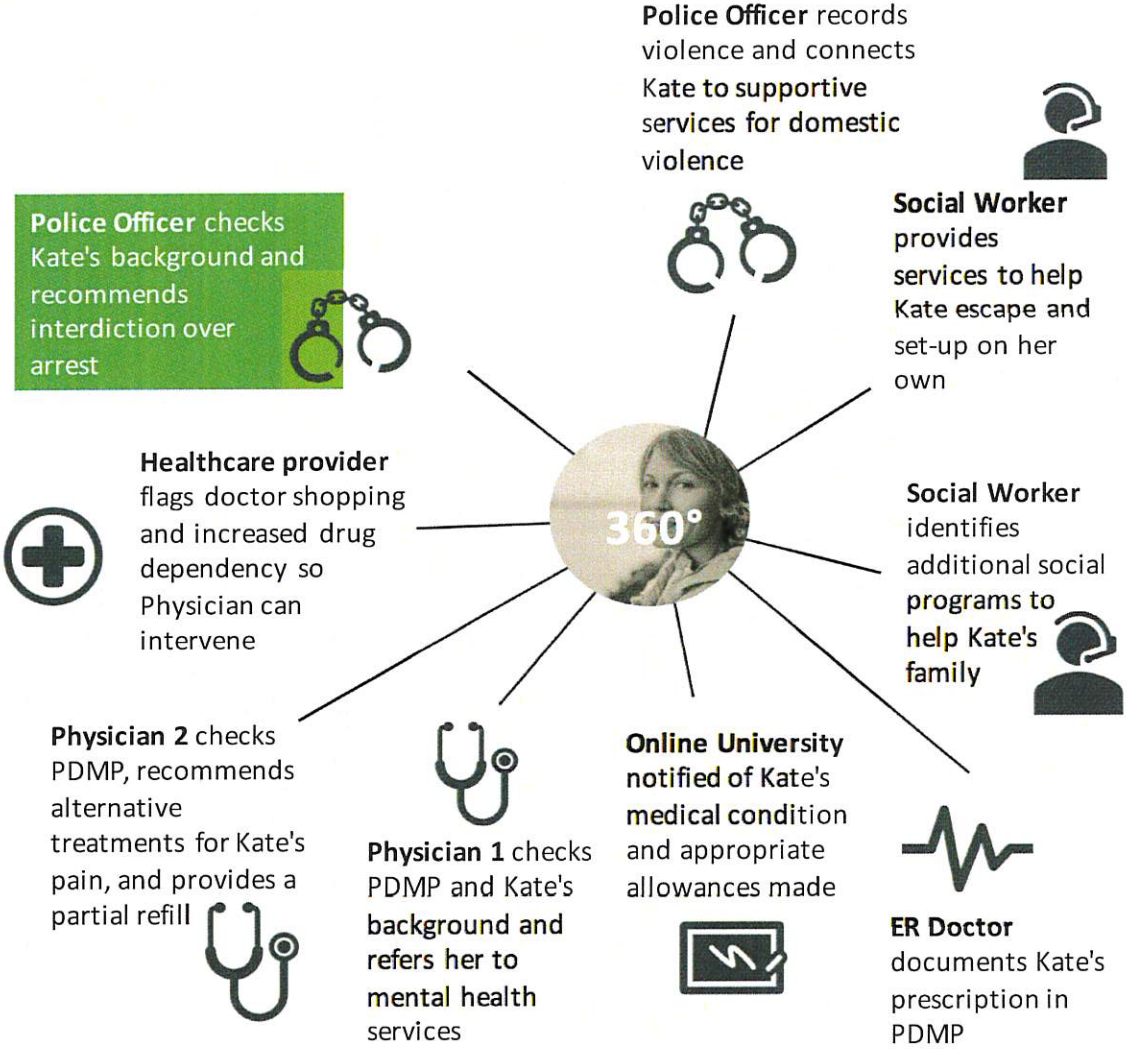 Police Officer records
violence and connects
Kate to supportive
services for domestic
violence
Social Worker
provides
services to help
Kate escape and
set-up on her
own
Police Officer checks
Kate's background and
recommends
interdiction over
arrest
360°
Healthcare provider
flags doctor shopping
and increased drug
dependency so
Physician can
intervene
Social Worker
identifies
additional social
programs to
help Kate's
family
Physician 2 checks
PDMP, recommends
alternative
treatments for Kate's
pain, and provides a
partial refill
Physician 1 checks
PDMP and Kate's
background and
refers her to
mental health
services
Online University
notified of Kate's
medical condition
and appropriate
allowances made
ER Doctor
documents Kate's
prescription in
PDMP